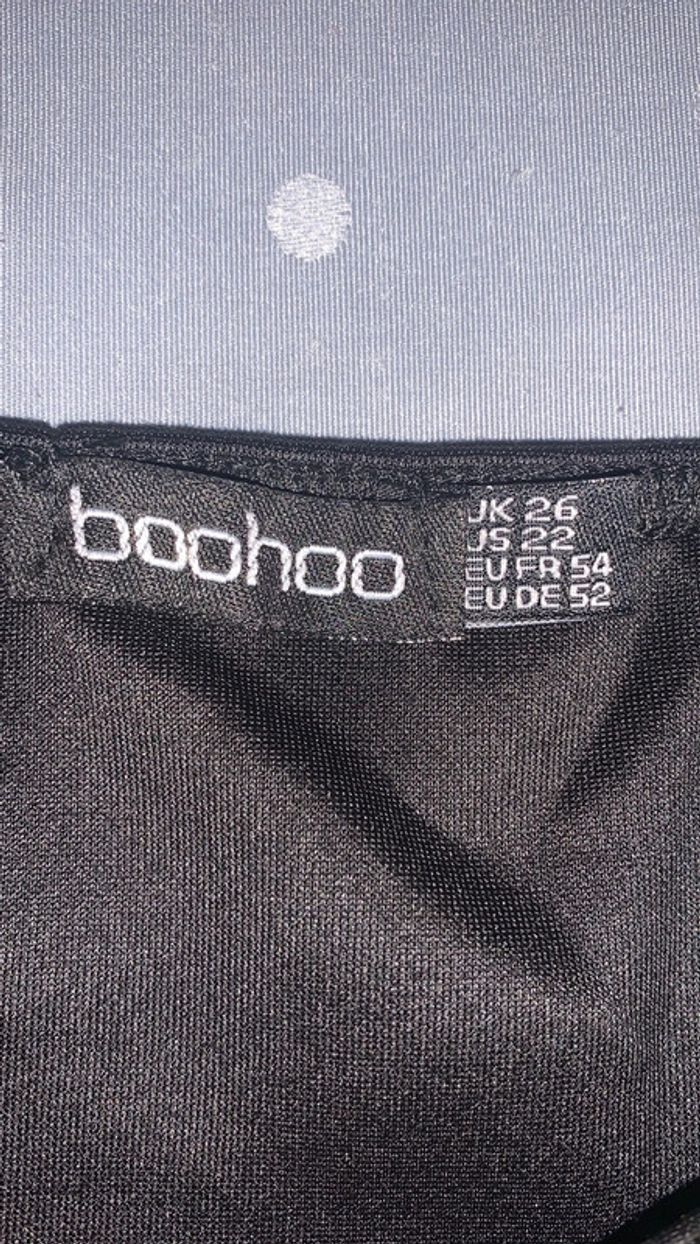 boohoo
UK 26
US 22
EU FR 54
EU DE 52